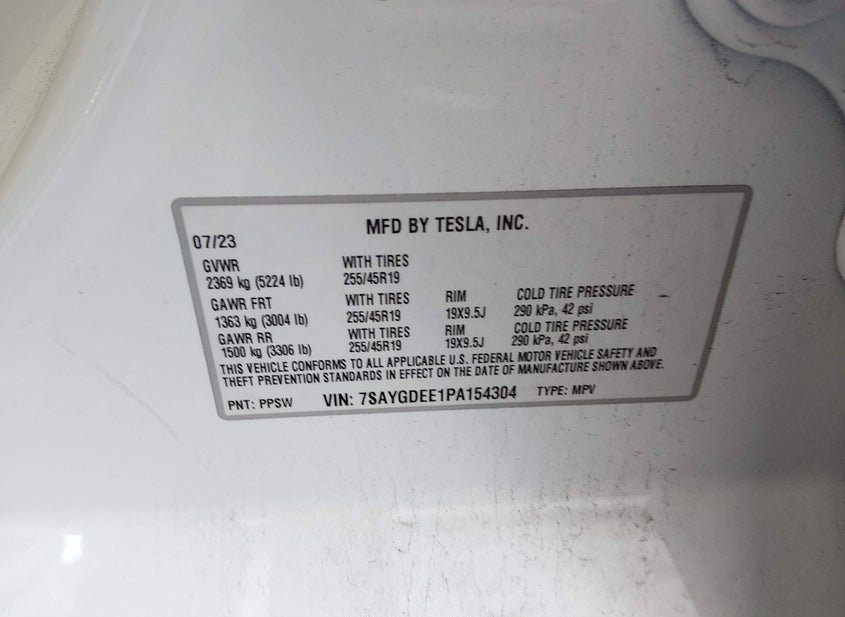 MFD BY TESLA, INC.
07/23
GVWR WITH TIRES
2369 kg (5224 lb) 255/45R19
GAWR FRT WITH TIRES RIM COLD TIRE PRESSURE
1363 kg (3004 lb) 255/45R19 19X9.5J 290 kPa, 42 psi
GAWR RR WITH TIRES RIM COLD TIRE PRESSURE
1500 kg (3306 lb) 255/45R19 19X9.5J 290 kPa, 42 psi
THIS VEHICLE CONFORMS TO ALL APPLICABLE U.S. FEDERAL MOTOR VEHICLE SAFETY AND
THEFT PREVENTION STANDARDS IN EFFECT ON THE DATE OF MANUFACTURE SHOWN ABOVE.
PNT: PPSW VIN: 7SAYGDEE1PA154304 TYPE: MPV